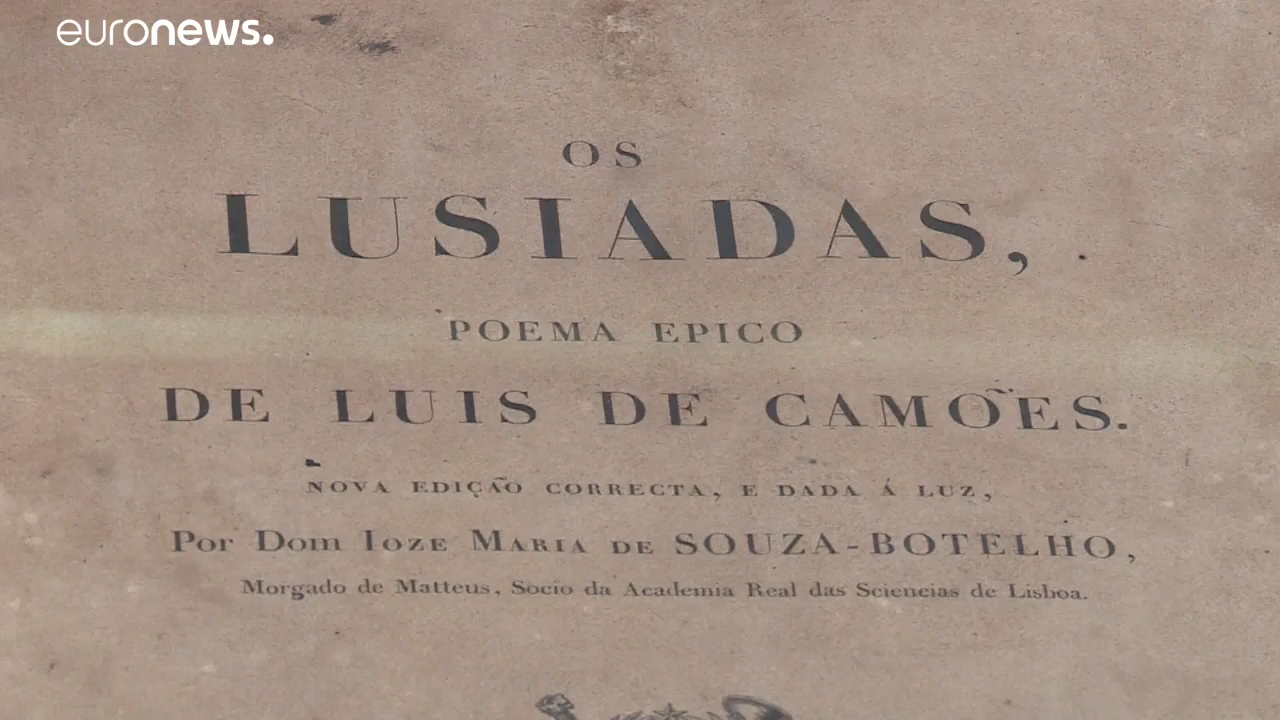 euronews.
OS
LUSIADAS,
POEMA EPICO
DE LUIS DE CAMOẼS.
NOVA EDIÇAÕ CORRECTA, E DADA Á LUZ,
Por Dom Ioze Maria de SOUZA-BOTELHO,
Morgado de Matteus, Socio da Academia Real das Sciencias de Lisboa.